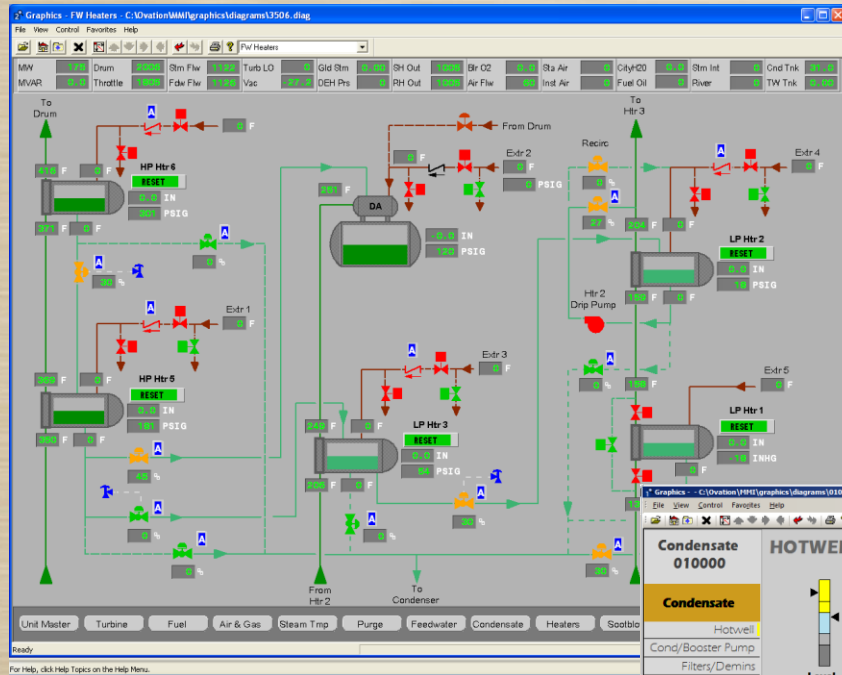 Graphics - FW Heaters - C:\Ovation\MMI\graphics\diagrams\3506.diag
File View Control Favorites Help
FW Heaters
MW 175 Drum 2005 Stm Flw 1122 Turb LO 0 Gld Stm 0.00 SH Out 1005 Blr O2 0.0 Sta Air 0 CityH2O 0.0 Stm Int 0 Cnd Tnk 31.0
MVAR 0.0 Throttle 1805 Fdw Flw 1126 Vac -27.2 DEH Prs 0 RH Out 1005 Air Flw 60 Inst Air 0 Fuel Oil 0 River 0 TW Tnk 0.00
To
Drum
A
0 F
416 F 0 F
HP Htr 6
RESET
0.0 IN
301 PSIG
371 F 0 F
A
0 %
A
30 %
A
Extr 1
0 F
369 F 0 F
HP Htr 5
RESET
0.0 IN
181 PSIG
350 F 0 F
A
45 %
A
0 %
A
0 %
From Drum
0 F
Extr 2
0 F
0 PSIG
291 F
DA
-0.0 IN
120 PSIG
A
Extr 3
0 F
249 F 0 F
LP Htr 3
RESET
0.0 IN
54 PSIG
205 F 0 F
A
30 %
A
0 %
From
Htr 2
To
Condenser
To
Htr 3
Recirc
A
Extr 4
0 F
0 %
A
27 %
204 F 0 F
LP Htr 2
RESET
0.0 IN
18 PSIG
Htr 2
Drip Pump
159 F 0 F
A
0 %
158 F
Extr 5
0 F
LP Htr 1
RESET
0.0 IN
-18 INHG
0 F
A
30 %
Unit Master Turbine Fuel Air & Gas Steam Tmp Purge Feedwater Condensate Heaters
Ready
For Help, click Help Topics on the Help Menu.
Graphics - - C:\Ovation\MMI\graphics\diagrams\010
File View Control Favorites Help
Condensate
010000
Condensate
Hotwell
Cond/Booster Pump
Filters/Demins